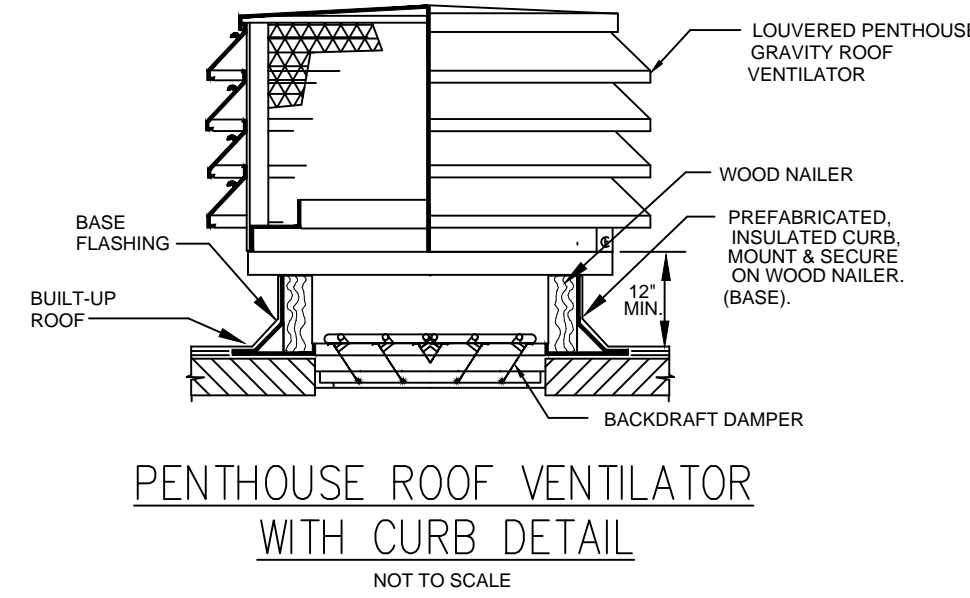 LOUVERED PENTHOUSE
GRAVITY ROOF
VENTILATOR
WOOD NAILER
BASE
FLASHING
PREFABRICATED,
INSULATED CURB,
MOUNT & SECURE
ON WOOD NAILER.
(BASE).
BUILT-UP
ROOF
12"
MIN.
BACKDRAFT DAMPER
PENTHOUSE ROOF VENTILATOR
WITH CURB DETAIL
NOT TO SCALE